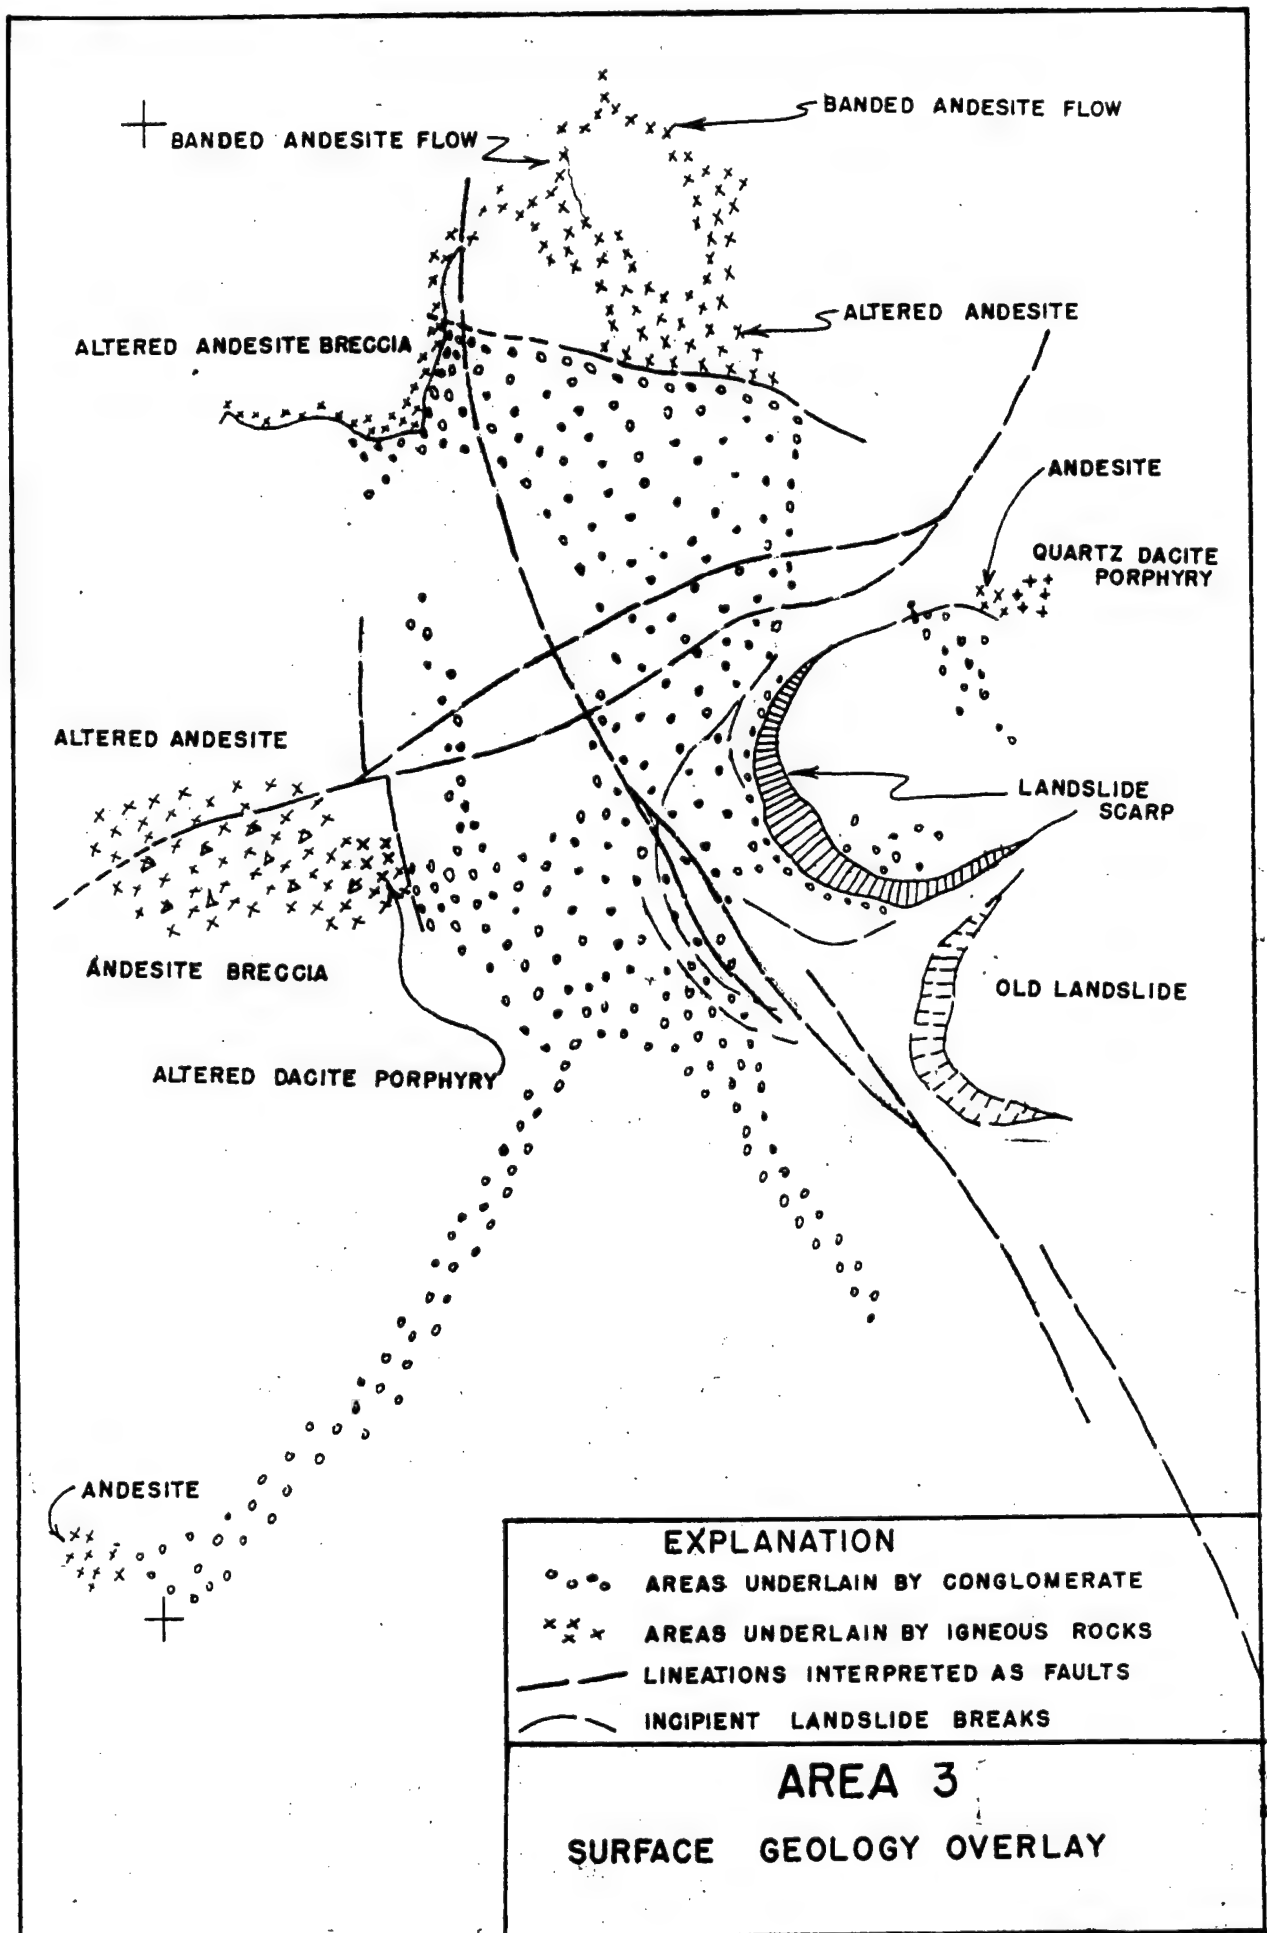 BANDED ANDESITE FLOW
BANDED ANDESITE FLOW
ALTERED ANDESITE
ALTERED ANDESITE BRECCIA
ANDESITE
QUARTZ DACITE
PORPHYRY
ALTERED ANDESITE
LANDSLIDE
SCARP
ANDESITE BRECCIA
OLD LANDSLIDE
ALTERED DACITE PORPHYRY
ANDESITE
EXPLANATION
AREAS UNDERLAIN BY CONGLOMERATE
AREAS UNDERLAIN BY IGNEOUS ROCKS
LINEATIONS INTERPRETED AS FAULTS
INCIPIENT LANDSLIDE BREAKS
AREA 3
SURFACE GEOLOGY OVERLAY